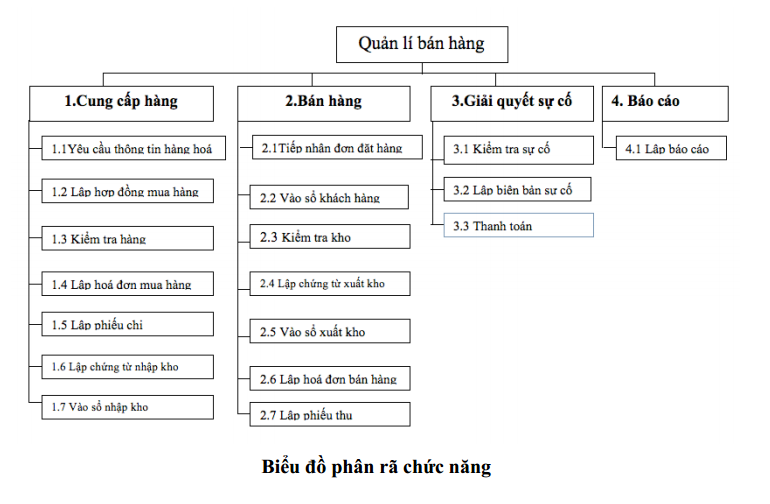 Quản lí bán hàng
1.Cung cấp hàng
2.Bán hàng
3.Giải quyết sự cố
4. Báo cáo
1.1Yêu cầu thông tin hàng hoá
1.2 Lập hợp đồng mua hàng
1.3 Kiểm tra hàng
1.4 Lập hoá đơn mua hàng
1.5 Lập phiếu chi
1.6 Lập chứng từ nhập kho
1.7 Vào sổ nhập kho
2.1Tiếp nhân đơn đặt hàng
2.2 Vào sổ khách hàng
2.3 Kiểm tra kho
2.4 Lập chứng từ xuất kho
2.5 Vào sổ xuất kho
2.6 Lập hoá đơn bán hàng
2.7 Lập phiếu thu
3.1 Kiểm tra sự cố
3.2 Lập biên bản sự cố
3.3 Thanh toán
4.1 Lập báo cáo
Biểu đồ phân rã chức năng